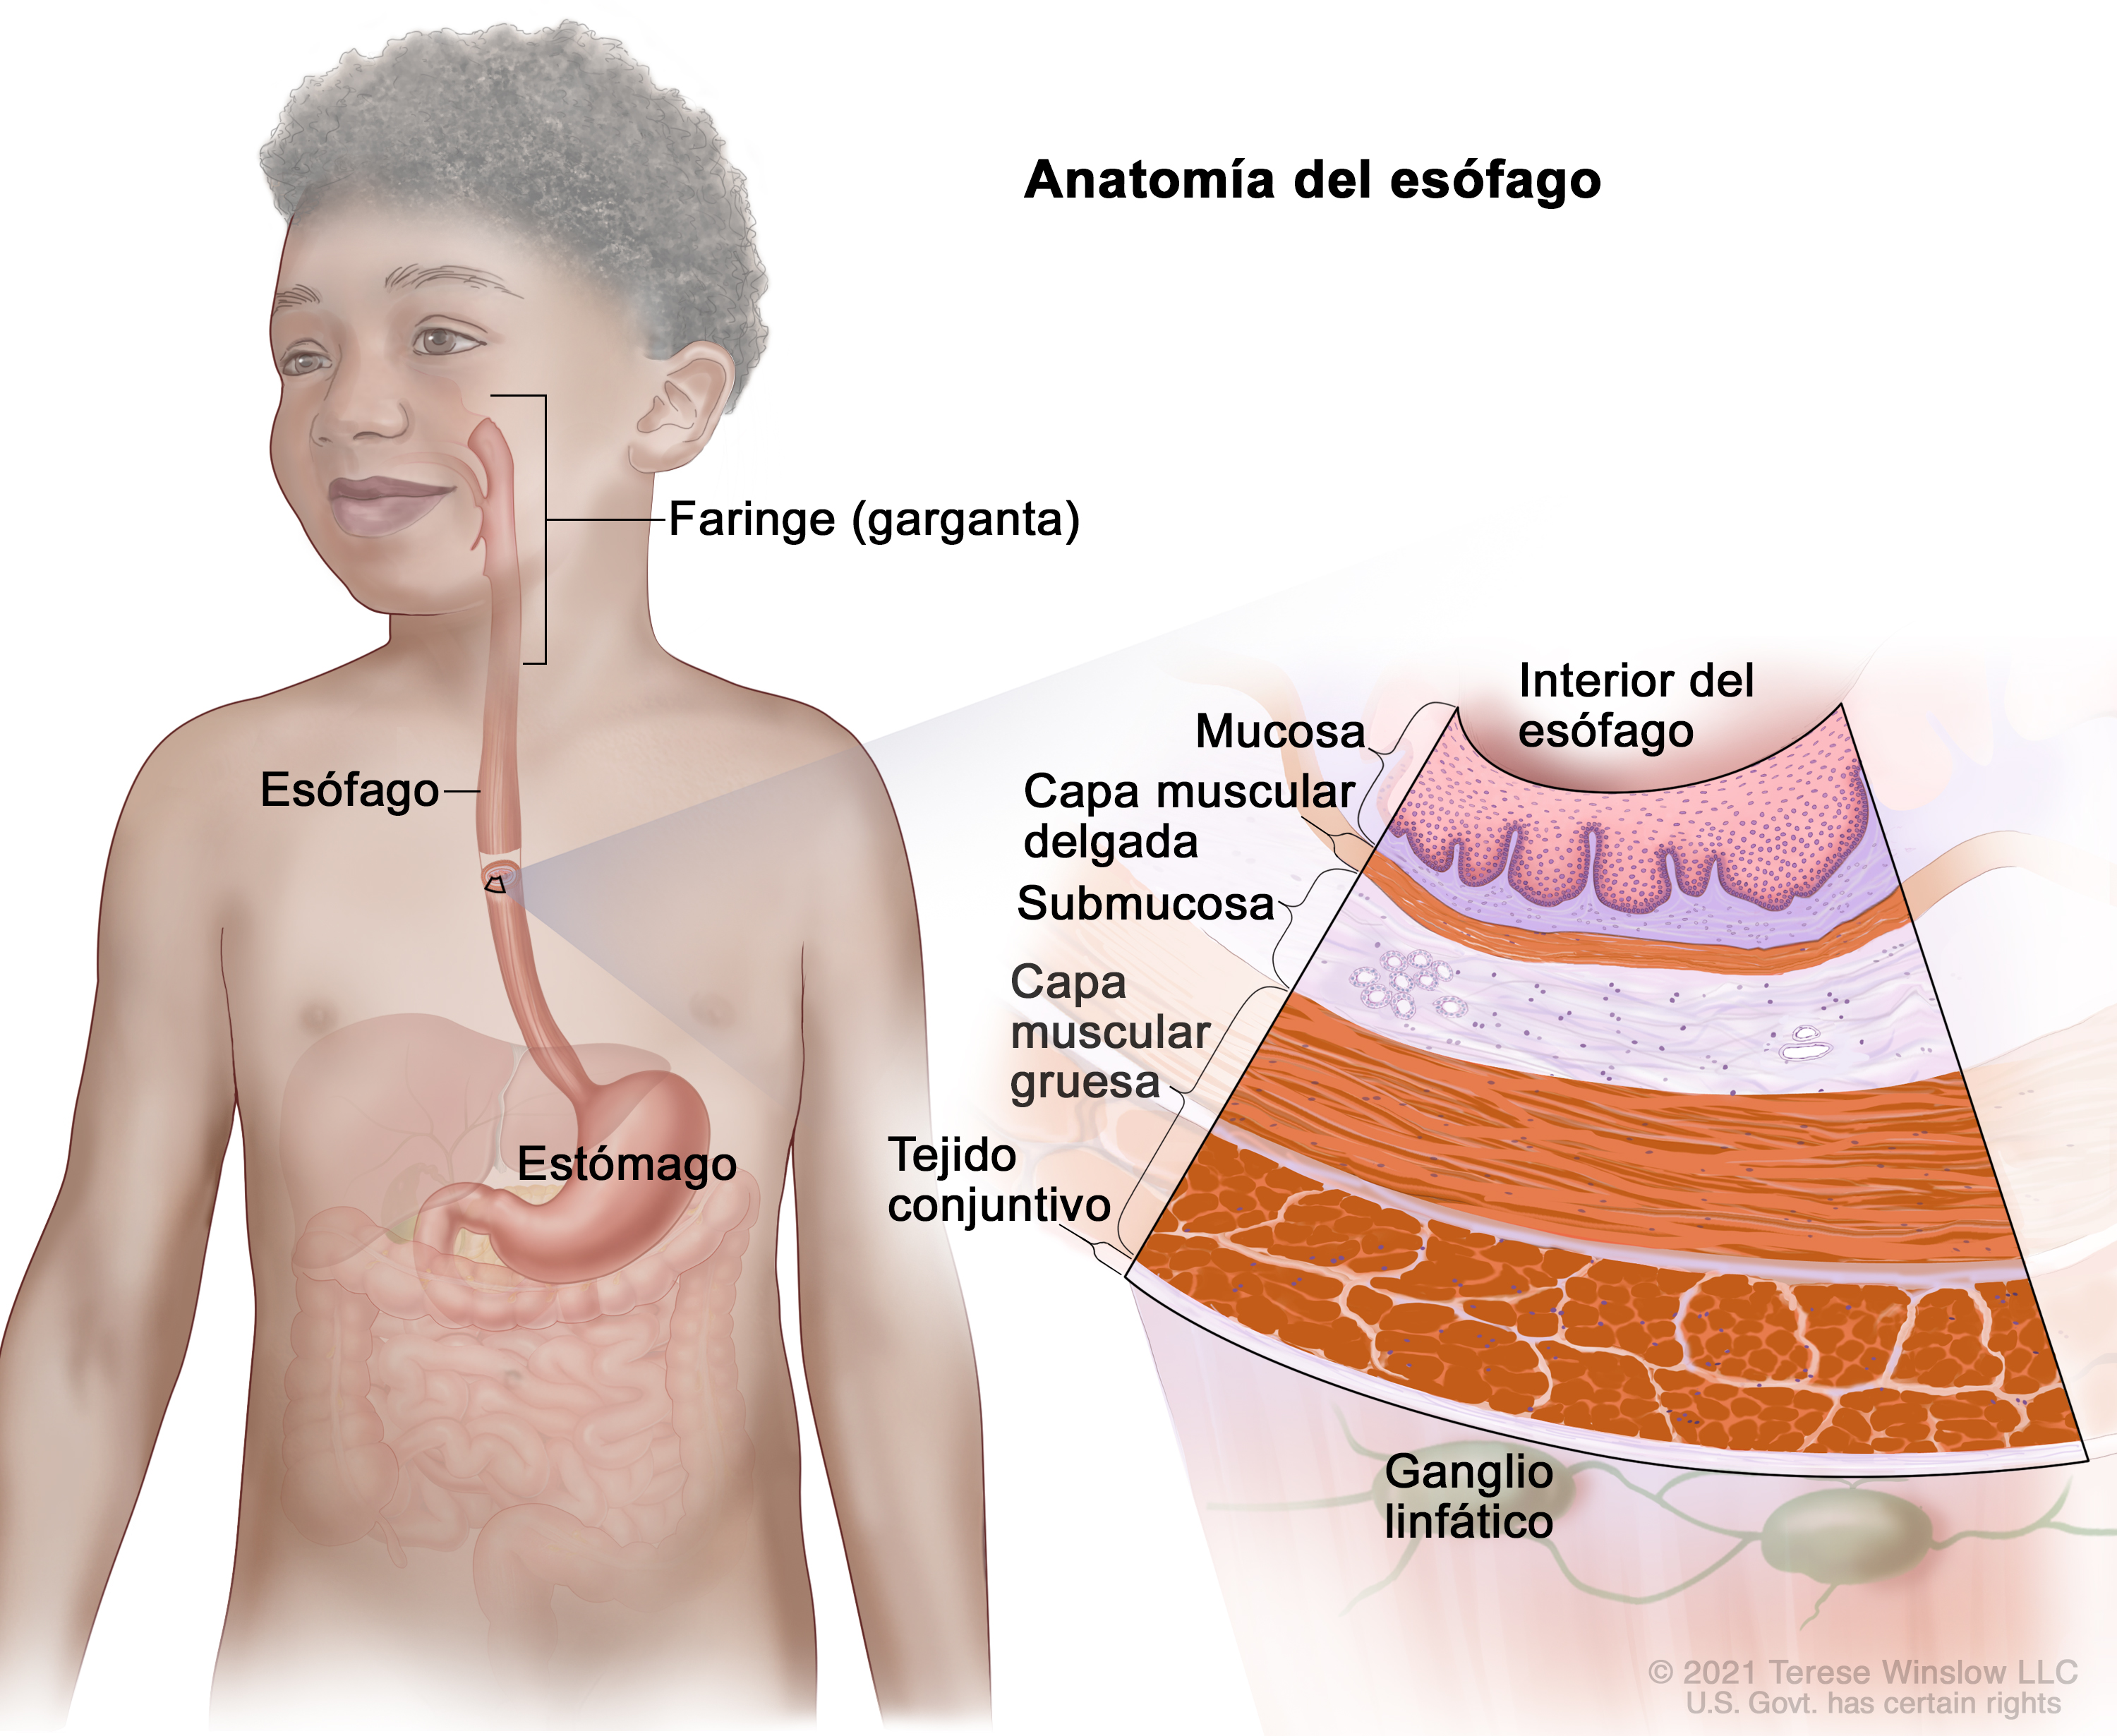 Anatomía del esófago
Faringe (garganta)
Esófago
Estómago
Interior del
esófago
Mucosa
Capa muscular
delgada
Submucosa
Capa
muscular
gruesa
Tejido
conjuntivo
Ganglio
linfático
© 2021 Terese Winslow LLC
U.S. Govt. has certain rights